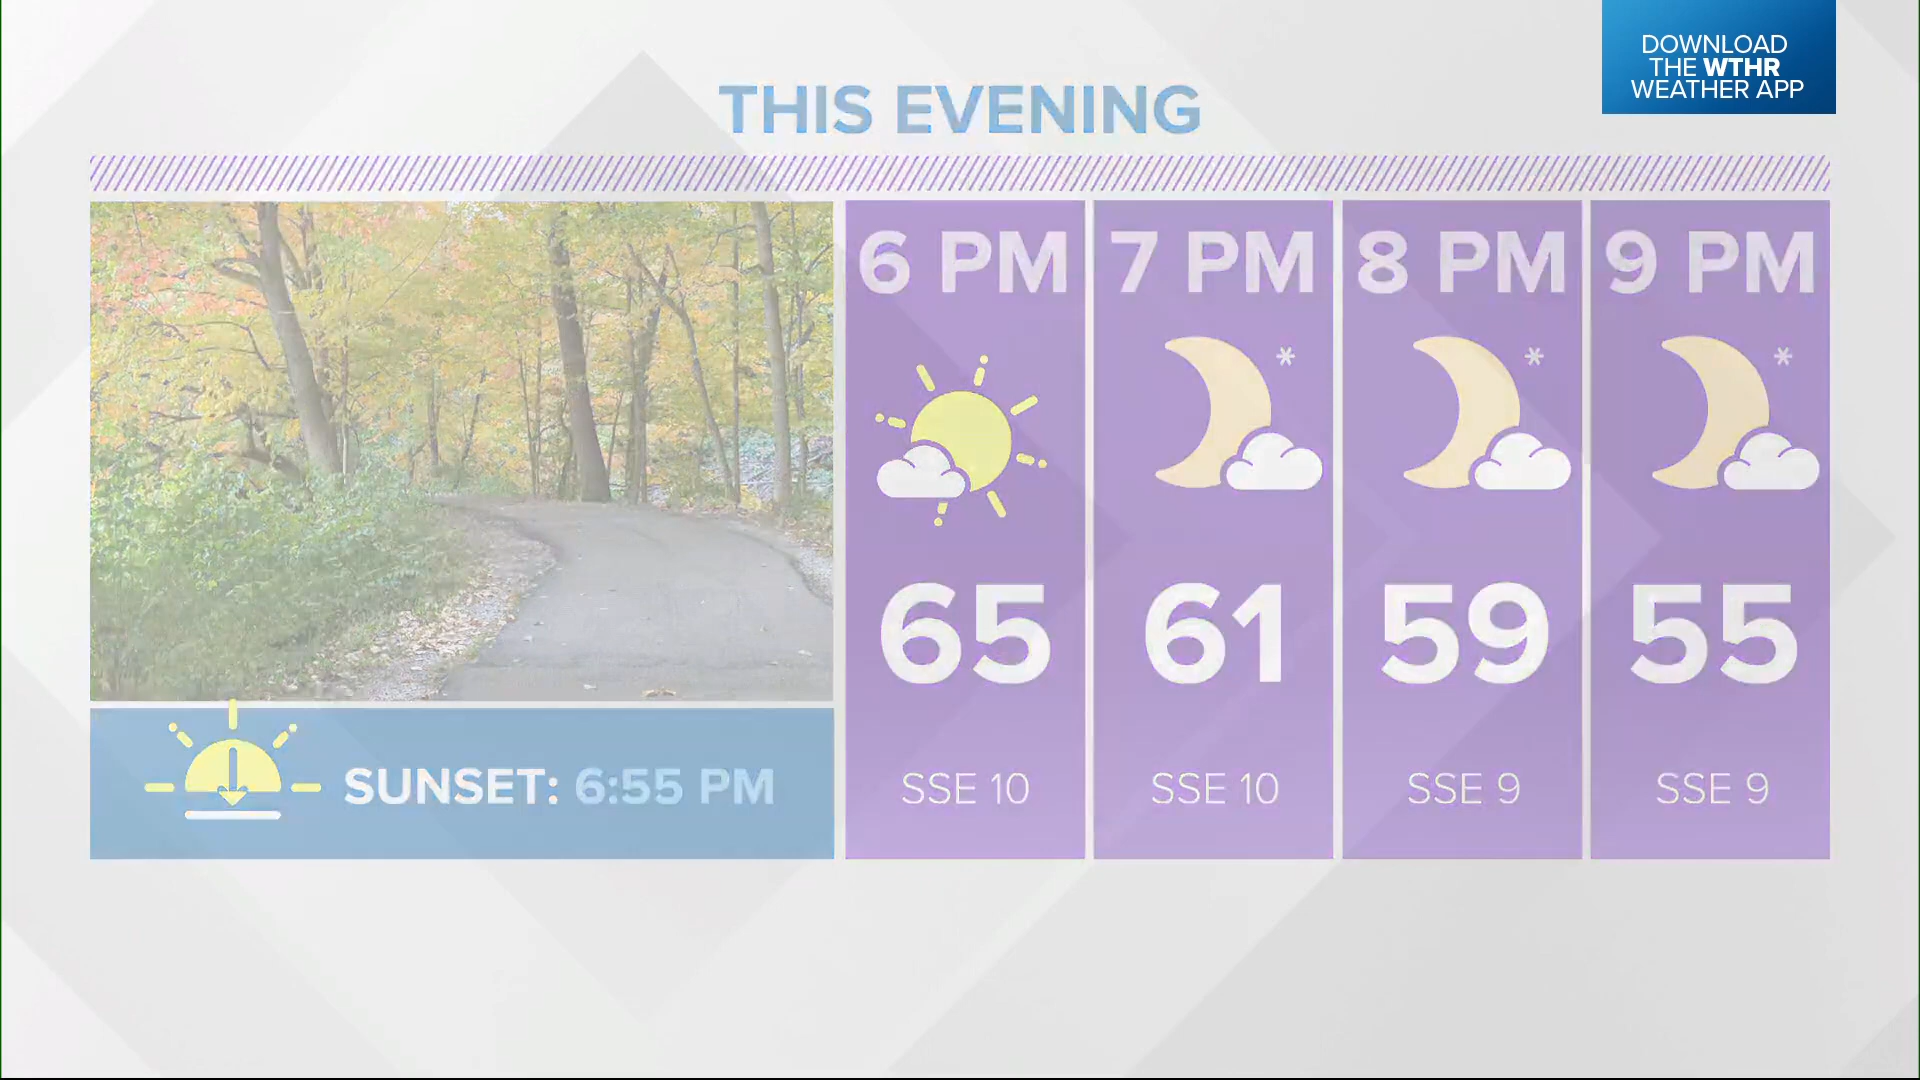 DOWNLOAD
THE WTHR
WEATHER APP
THIS EVENING
6 PM
7 PM
8 PM
9 PM
65
61
59
55
SUNSET: 6:55 PM
SSE 10
SSE 10
SSE 9
SSE 9